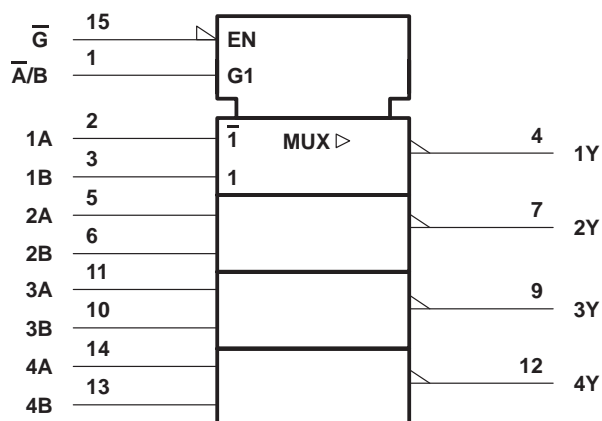 G̅ 15 EN
A̅/B 1 G1
1A 2 1̅ MUX ▷ 4 1Y
1B 3 1
2A 5 7 2Y
2B 6
3A 11 9 3Y
3B 10
4A 14 12 4Y
4B 13